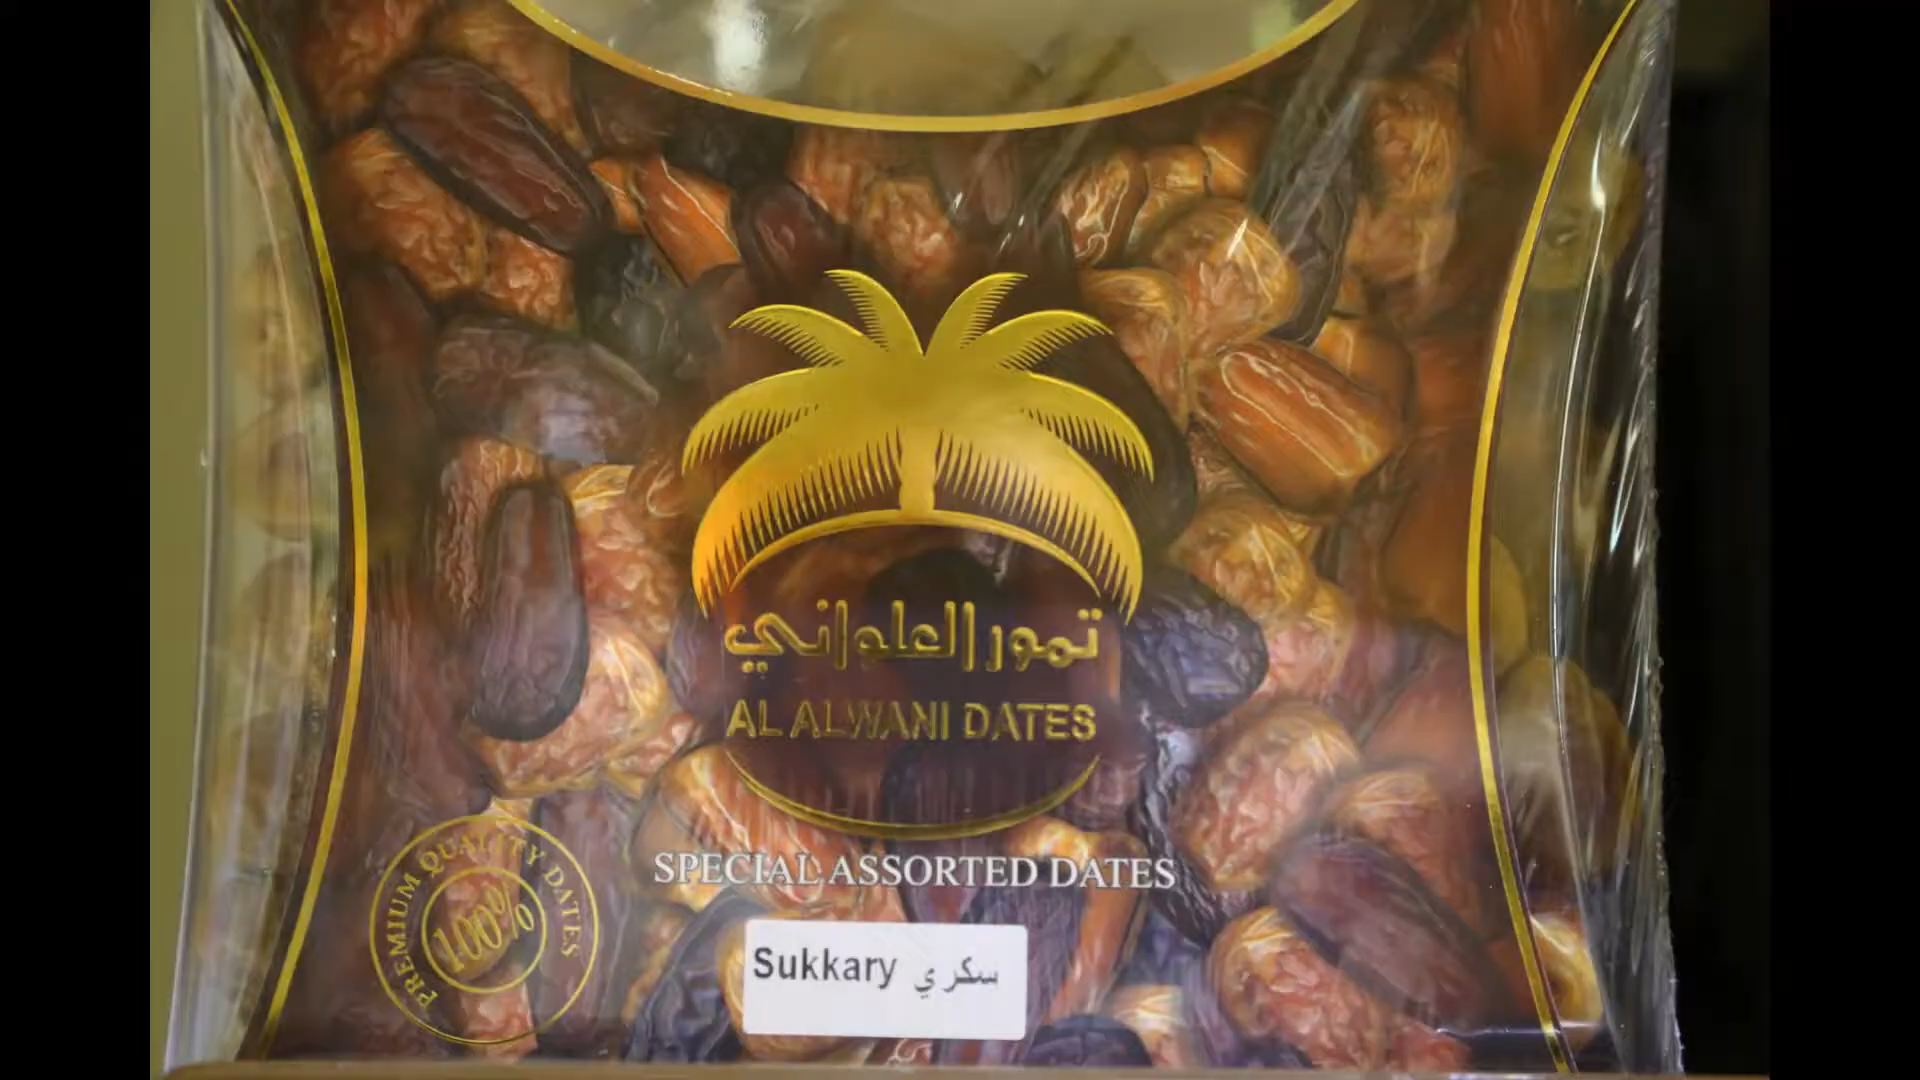 تمور العلواني
AL ALWANI DATES
SPECIAL ASSORTED DATES
PREMIUM QUALITY DATES
100%
Sukkary سكري